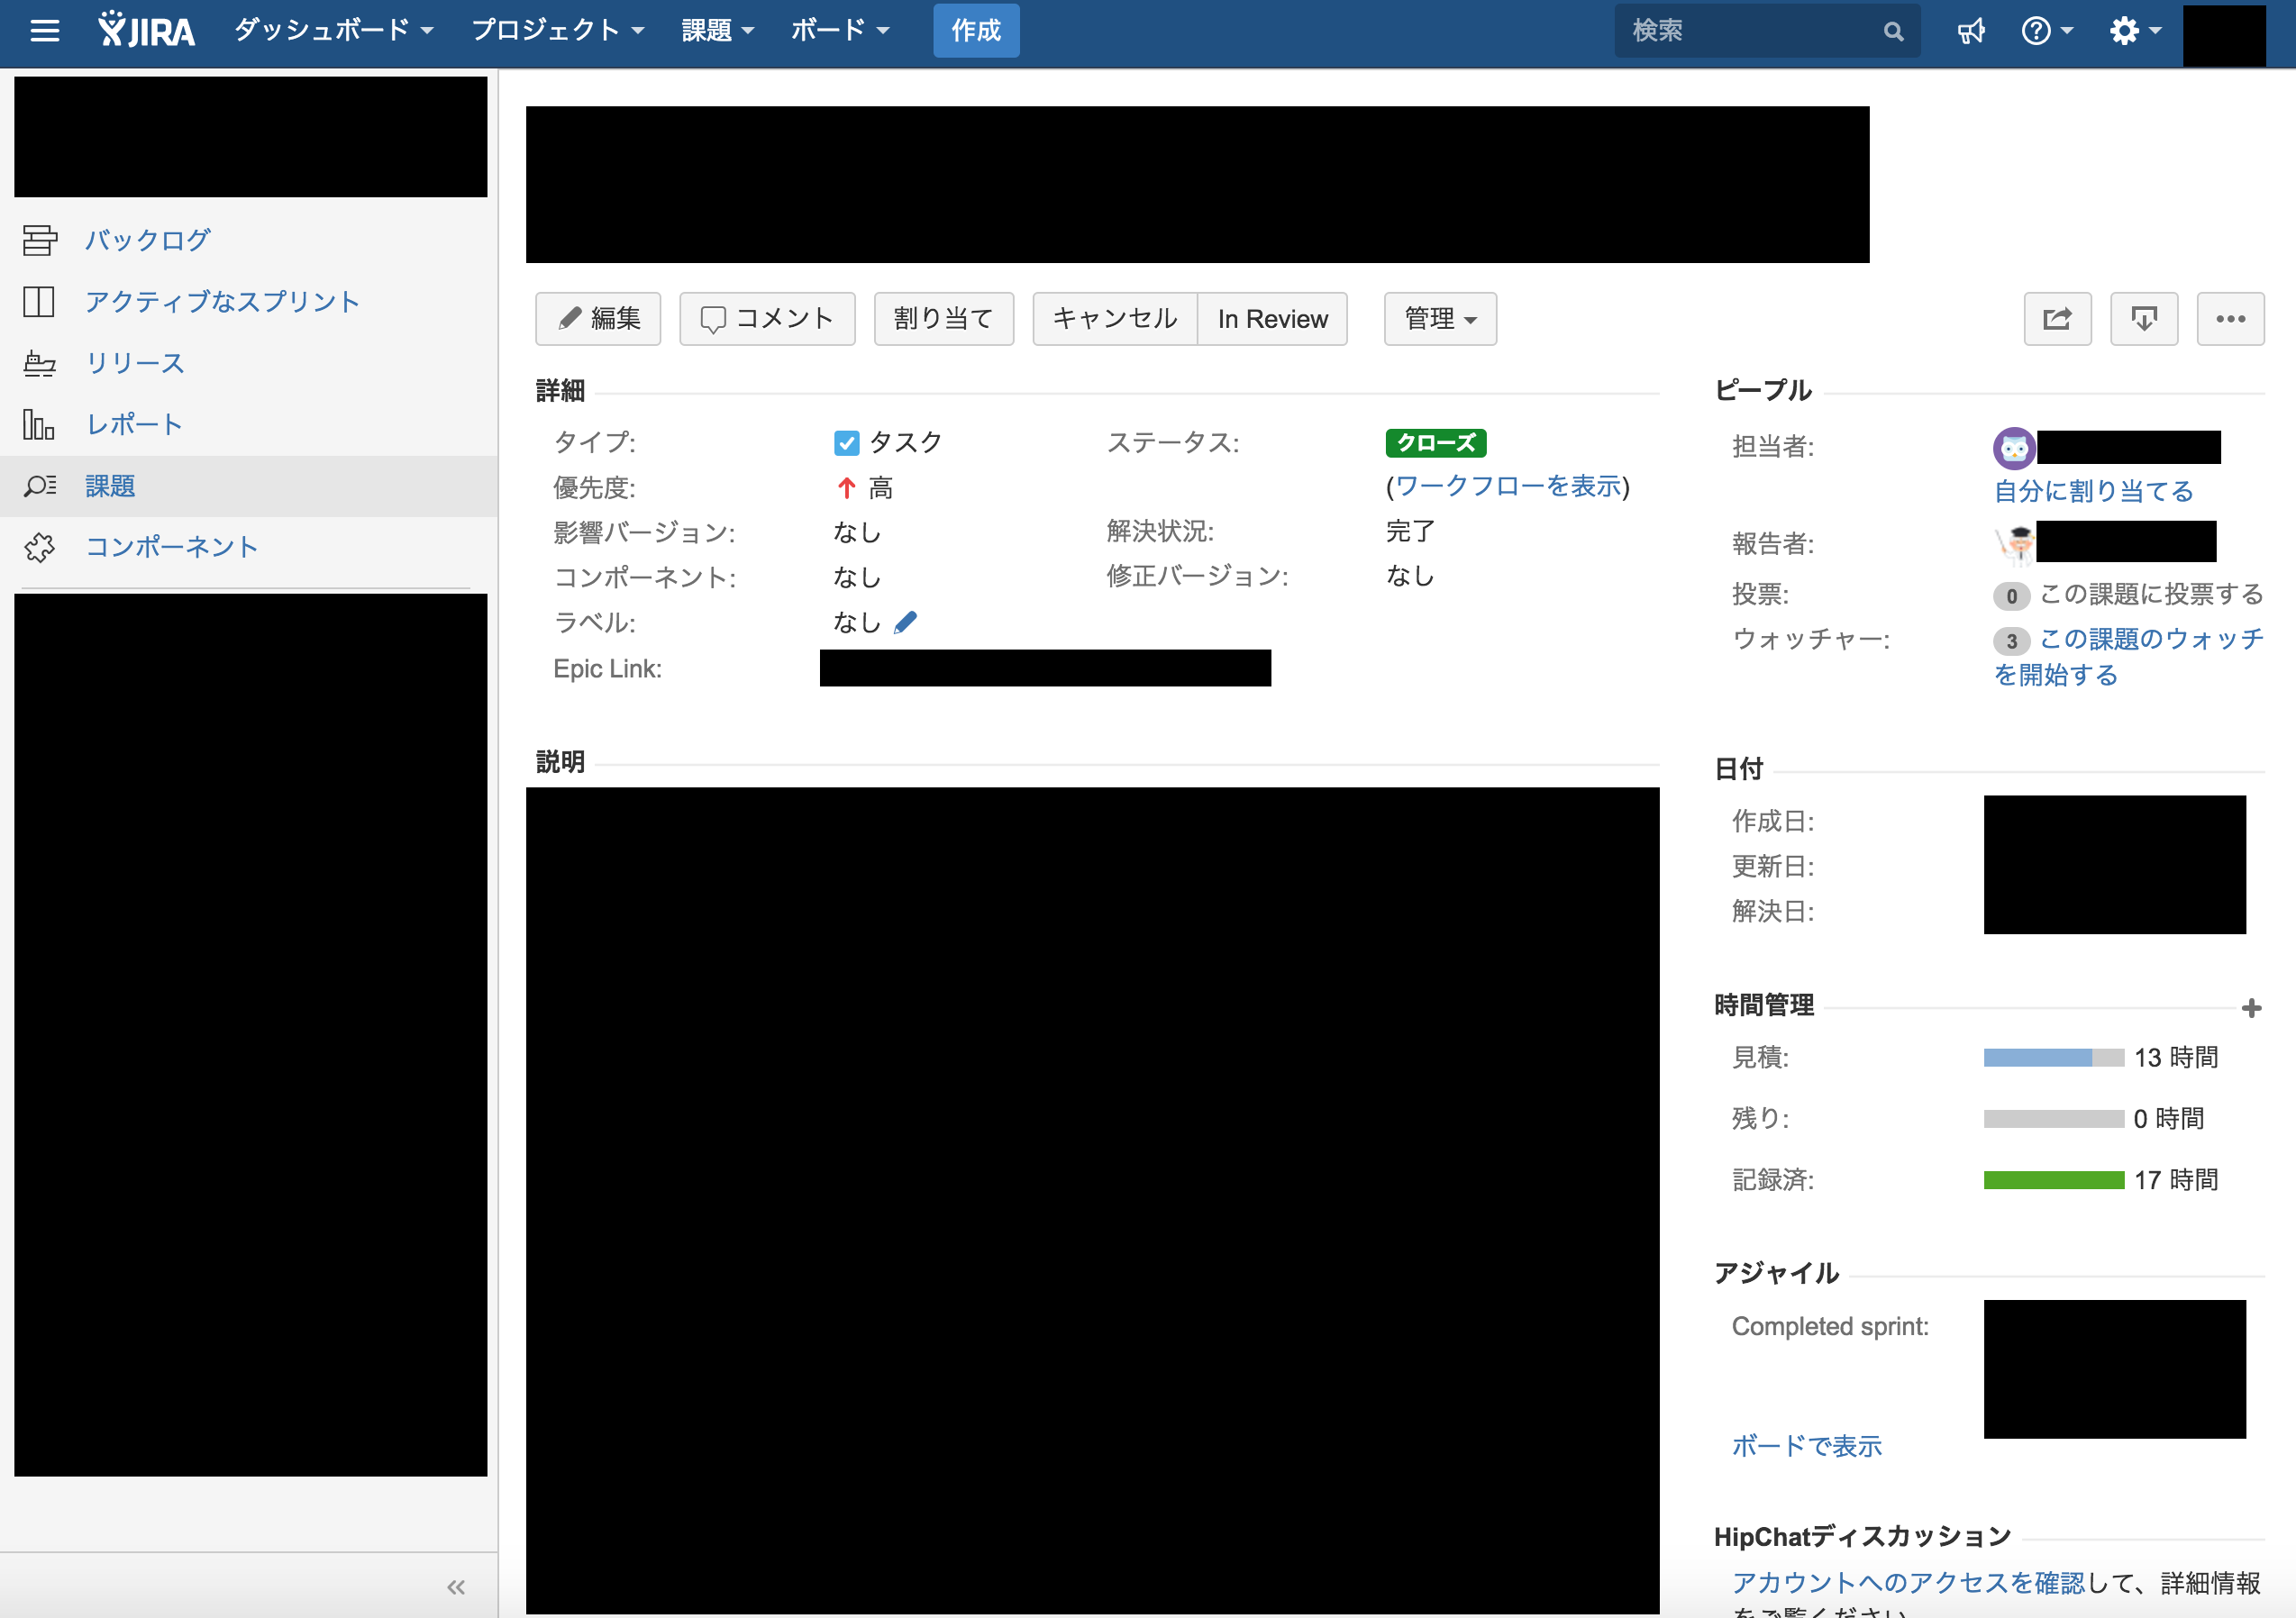 JIRA ダッシュボード プロジェクト 課題 ボード 作成 検索
バックログ
アクティブなスプリント
リリース
レポート
課題
コンポーネント
編集 コメント 割り当て キャンセル In Review 管理
詳細
タイプ: タスク ステータス: クローズ
優先度: 高 (ワークフローを表示)
影響バージョン: なし 解決状況: 完了
コンポーネント: なし 修正バージョン: なし
ラベル: なし
Epic Link:
説明
ピープル
担当者:
自分に割り当てる
報告者:
投票: 0 この課題に投票する
ウォッチャー: 3 この課題のウォッチ
を開始する
日付
作成日:
更新日:
解決日:
時間管理
見積: 13 時間
残り: 0 時間
記録済: 17 時間
アジャイル
Completed sprint:
ボードで表示
HipChatディスカッション
アカウントへのアクセスを確認して、詳細情報
をご覧ください